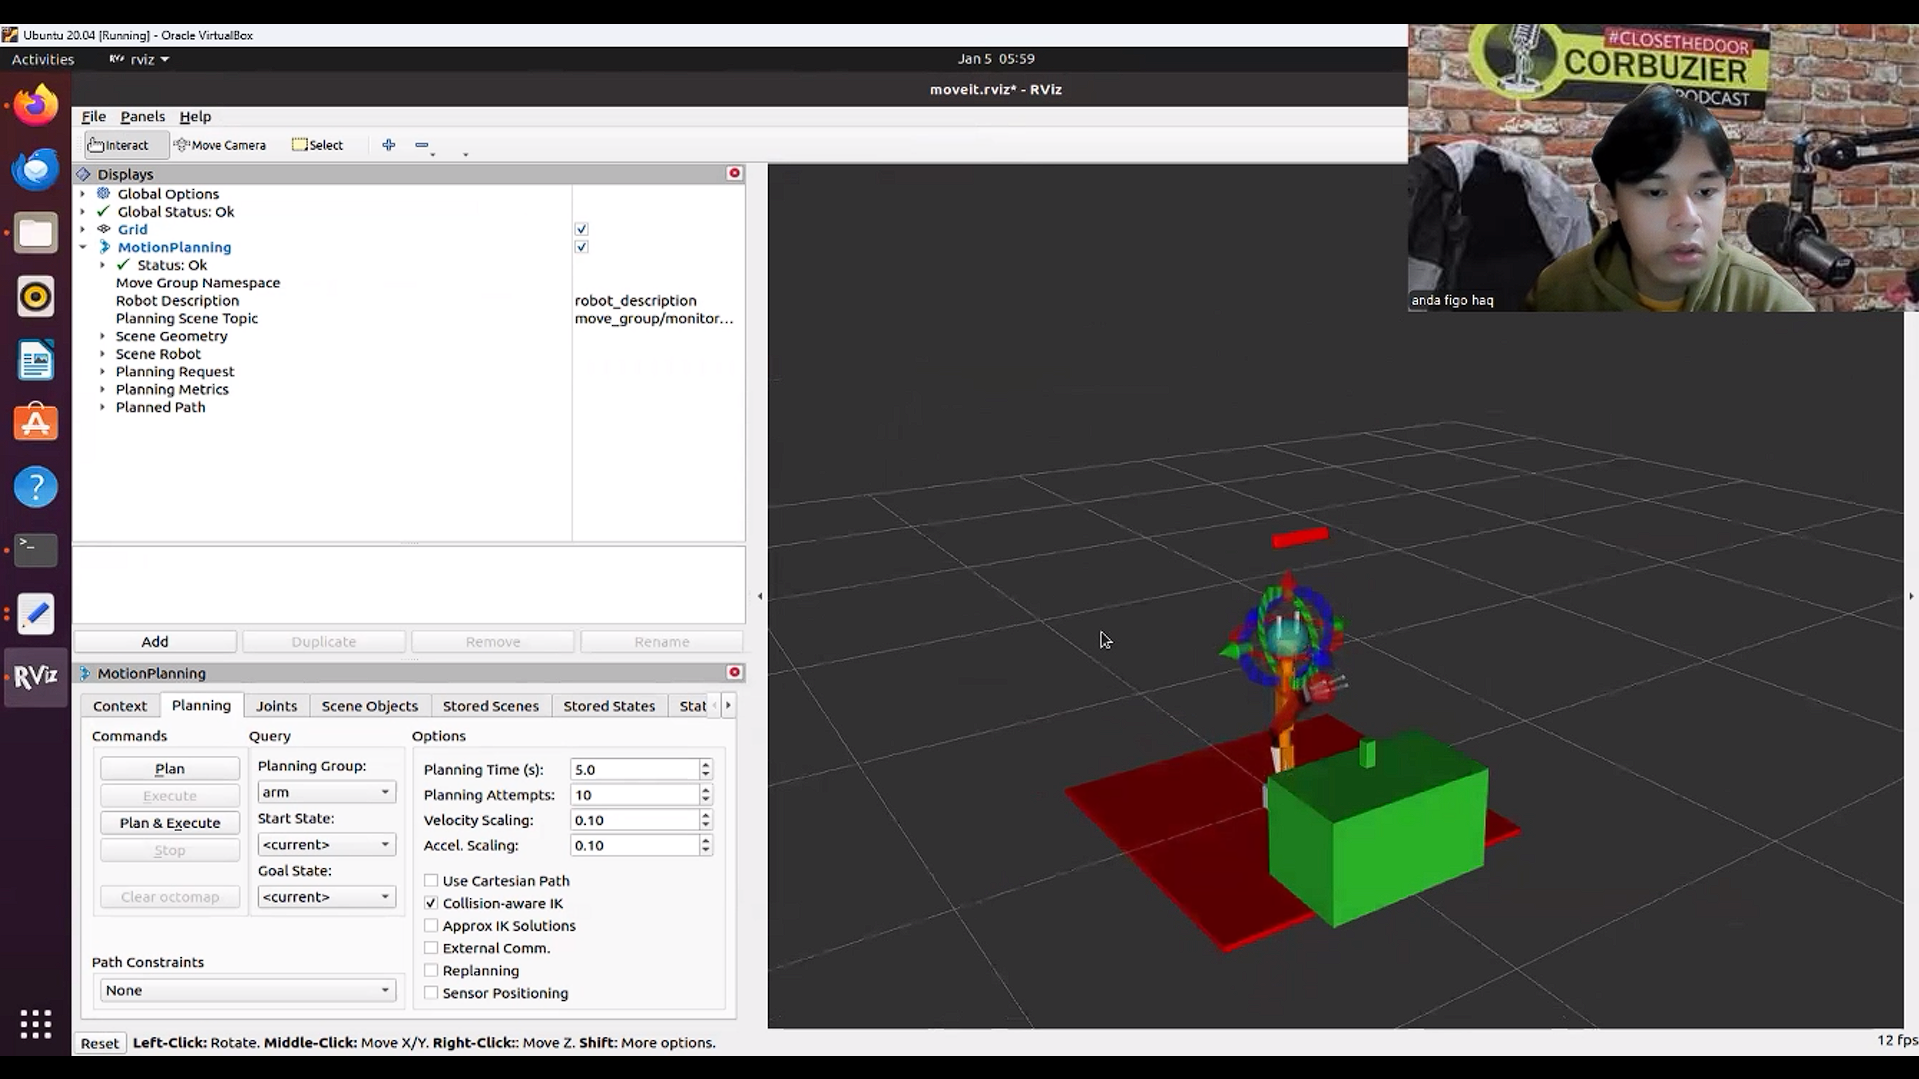 Ubuntu 20.04 [Running] - Oracle VirtualBox
Activities
rviz
Jan 5 05:59
moveit.rviz* - RViz
File
Panels
Help
Interact
Move Camera
Select
#CLOSETHEDOOR
CORBUZIER
PODCAST
anda figo haq
Displays
Global Options
Global Status: Ok
Grid
MotionPlanning
Status: Ok
Move Group Namespace
Robot Description robot_description
Planning Scene Topic move_group/monitor...
Scene Geometry
Scene Robot
Planning Request
Planning Metrics
Planned Path
Add
Duplicate
Remove
Rename
RViz
MotionPlanning
Context
Planning
Joints
Scene Objects
Stored Scenes
Stored States
Stat
Commands
Query
Options
Plan
Execute
Plan & Execute
Stop
Clear octomap
Planning Group:
arm
Start State:
<current>
Goal State:
<current>
Planning Time (s): 5.0
Planning Attempts: 10
Velocity Scaling: 0.10
Accel. Scaling: 0.10
Use Cartesian Path
Collision-aware IK
Approx IK Solutions
External Comm.
Replanning
Sensor Positioning
Path Constraints
None
Reset
Left-Click: Rotate. Middle-Click: Move X/Y. Right-Click:: Move Z. Shift: More options.
12 fps